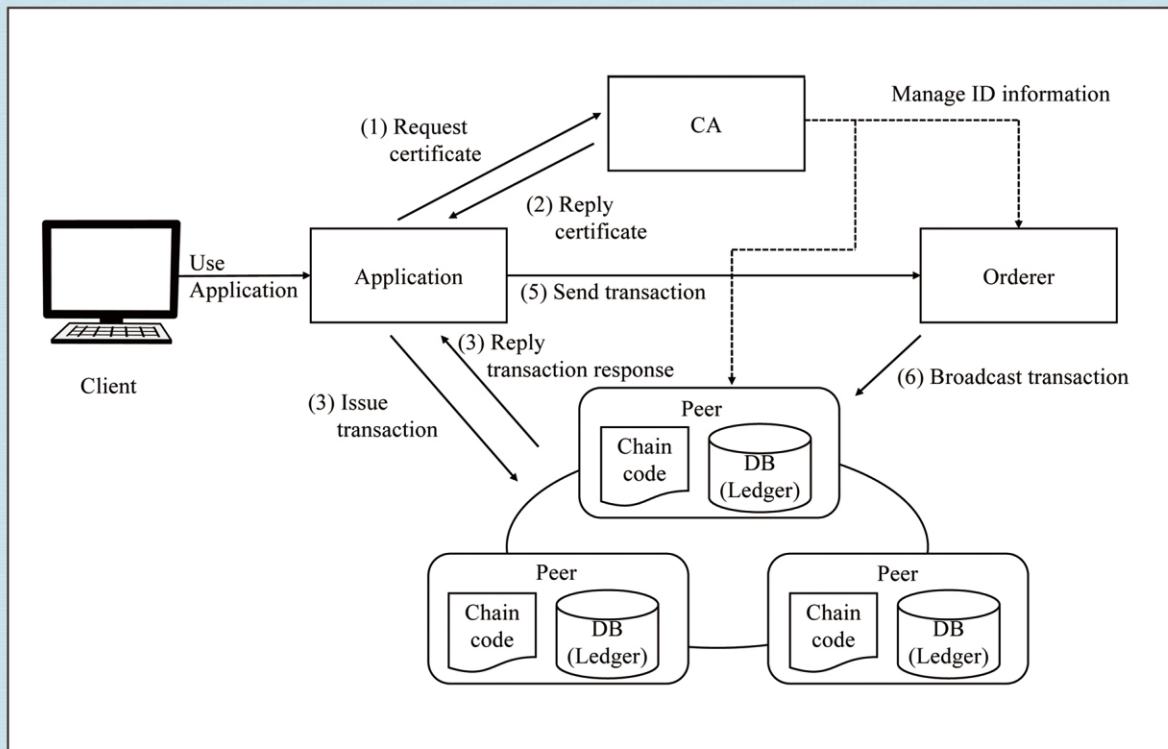 CA
Manage ID information
(1) Request
certificate
(2) Reply
certificate
Use
Application
Application
(5) Send transaction
Orderer
Client
(3) Reply
transaction response
(3) Issue
transaction
(6) Broadcast transaction
Peer
Chain
code
DB
(Ledger)
Peer
Chain
code
DB
(Ledger)
Peer
Chain
code
DB
(Ledger)